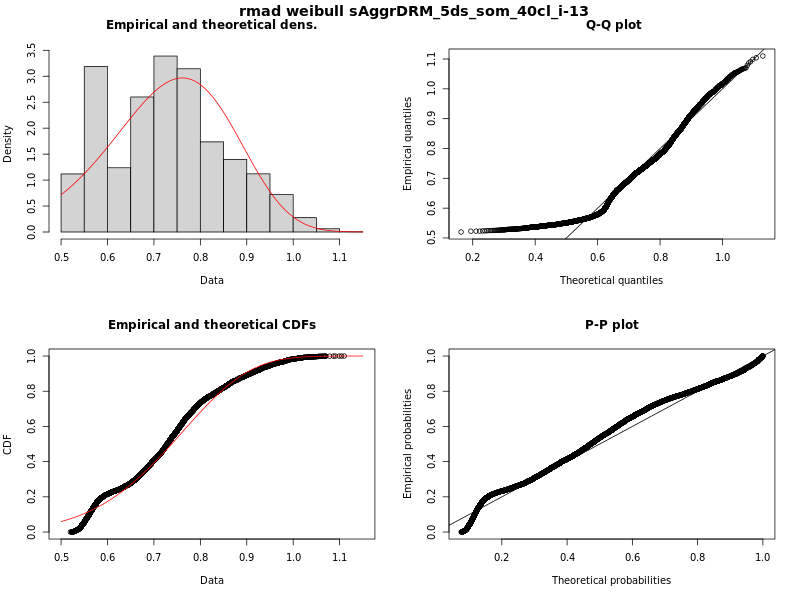 rmad weibull sAggrDRM_5ds_som_40cl_i-13
Empirical and theoretical dens.
Density
0.0 0.5 1.0 1.5 2.0 2.5 3.0 3.5
0.5 0.6 0.7 0.8 0.9 1.0 1.1
Data
Q-Q plot
Empirical quantiles
0.5 0.6 0.7 0.8 0.9 1.0 1.1
0.2 0.4 0.6 0.8 1.0
Theoretical quantiles
Empirical and theoretical CDFs
CDF
0.0 0.2 0.4 0.6 0.8 1.0
0.5 0.6 0.7 0.8 0.9 1.0 1.1
Data
P-P plot
Empirical probabilities
0.0 0.2 0.4 0.6 0.8 1.0
0.2 0.4 0.6 0.8 1.0
Theoretical probabilities